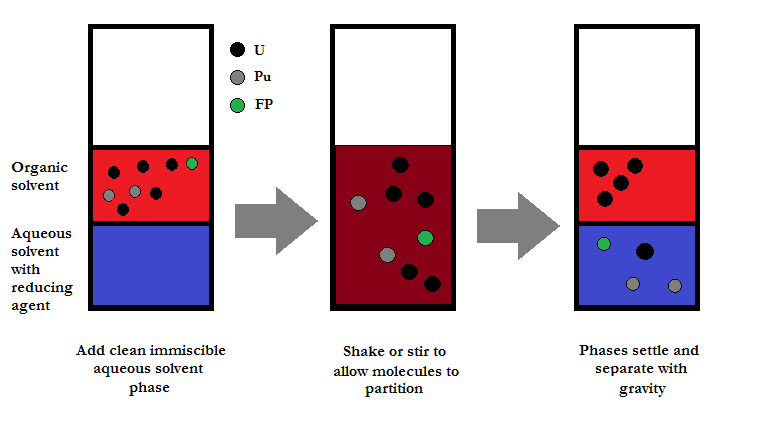 U
Pu
FP
Organic
solvent
Aqueous
solvent
with
reducing
agent
Add clean immiscible
aqueous solvent
phase
Shake or stir to
allow molecules to
partition
Phases settle and
separate with
gravity